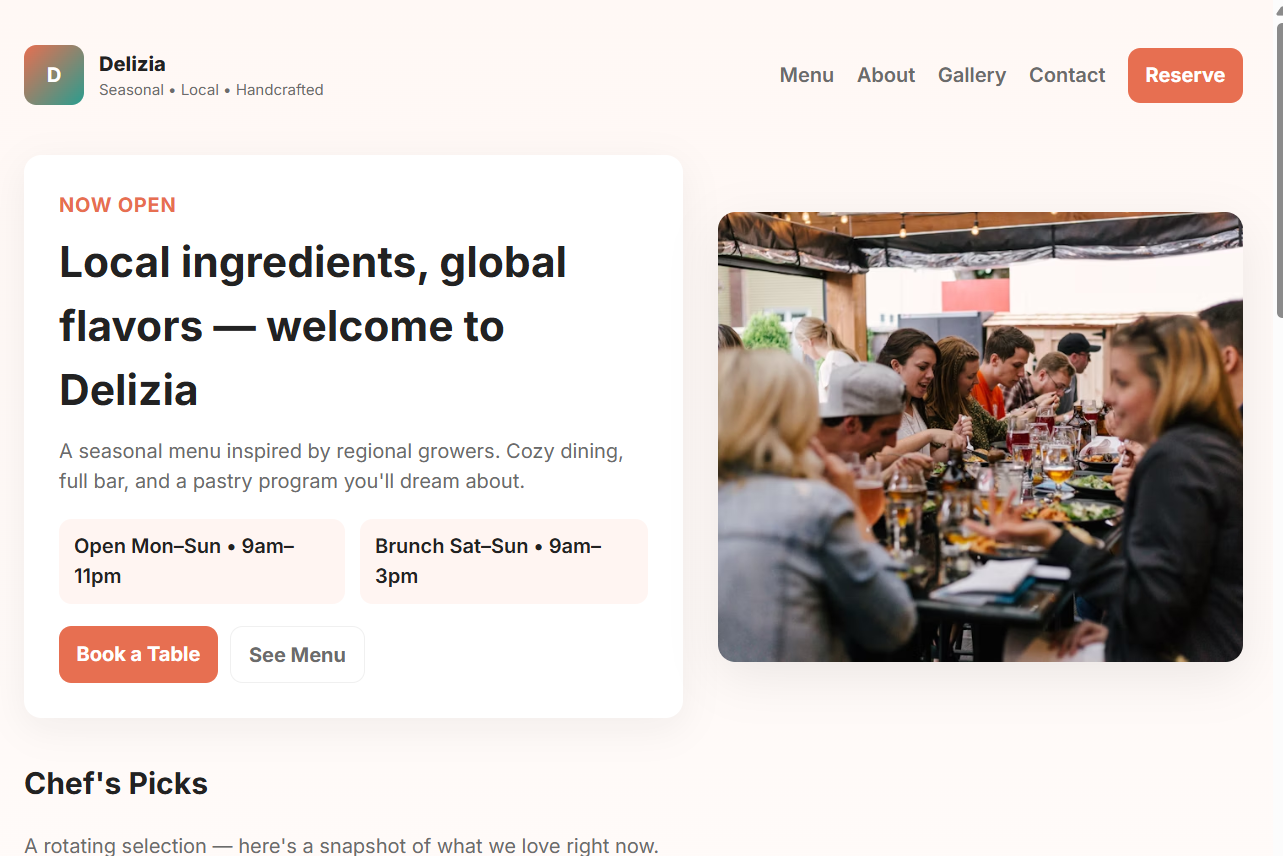 D
Delizia
Seasonal • Local • Handcrafted
Menu
About
Gallery
Contact
Reserve
NOW OPEN
Local ingredients, global
flavors — welcome to
Delizia
A seasonal menu inspired by regional growers. Cozy dining,
full bar, and a pastry program you'll dream about.
Open Mon–Sun • 9am–
11pm
Brunch Sat–Sun • 9am–
3pm
Book a Table
See Menu
Chef's Picks
A rotating selection — here's a snapshot of what we love right now.